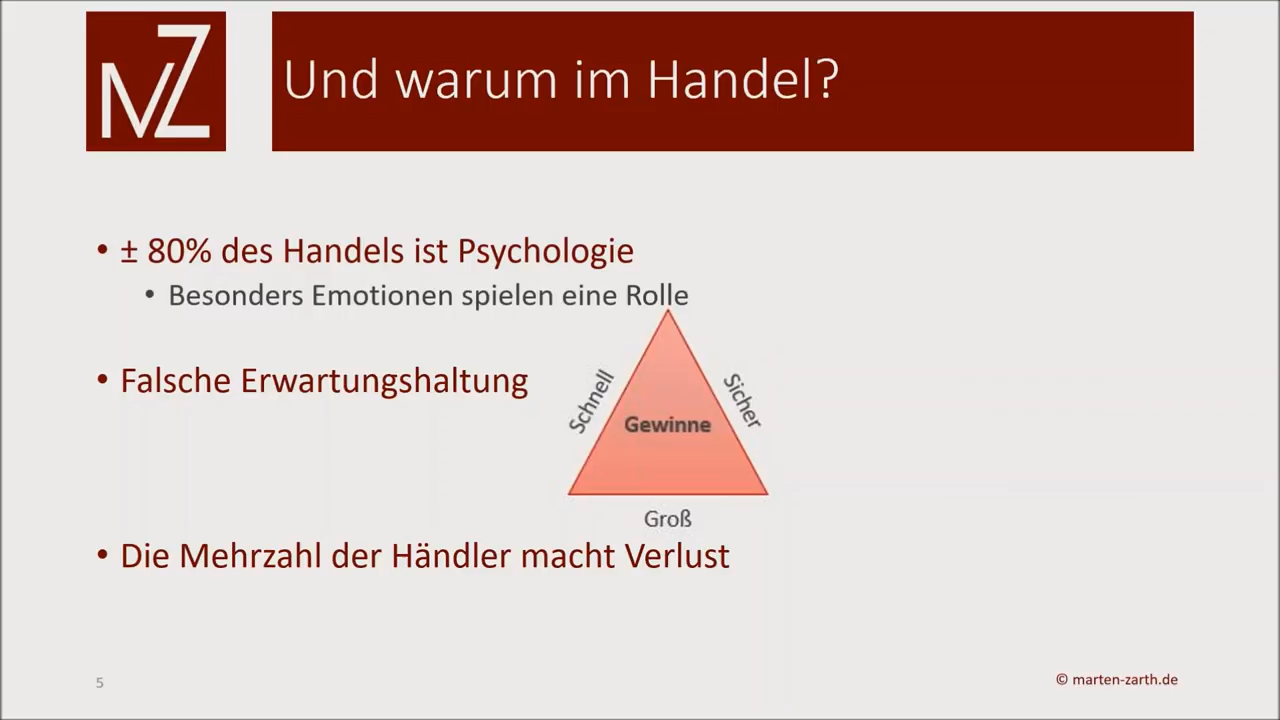 MZ
Und warum im Handel?
• ± 80% des Handels ist Psychologie
• Besonders Emotionen spielen eine Rolle
• Falsche Erwartungshaltung
Schnell
Sicher
Gewinne
Groß
• Die Mehrzahl der Händler macht Verlust
5
© marten-zarth.de